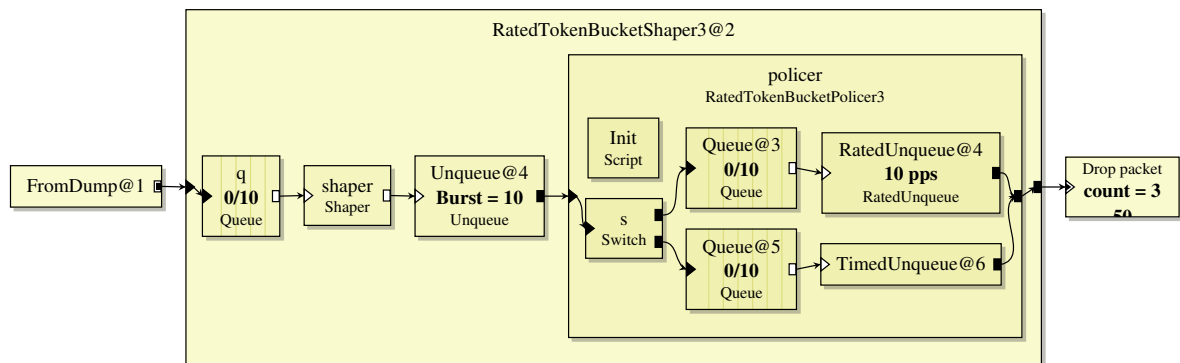 RatedTokenBucketShaper3@2
policer
RatedTokenBucketPolicer3
FromDump@1
q
0/10
Queue
shaper
Shaper
Unqueue@4
Burst = 10
Unqueue
Init
Script
s
Switch
Queue@3
0/10
Queue
RatedUnqueue@4
10 pps
RatedUnqueue
Queue@5
0/10
Queue
TimedUnqueue@6
Drop packet
count = 3